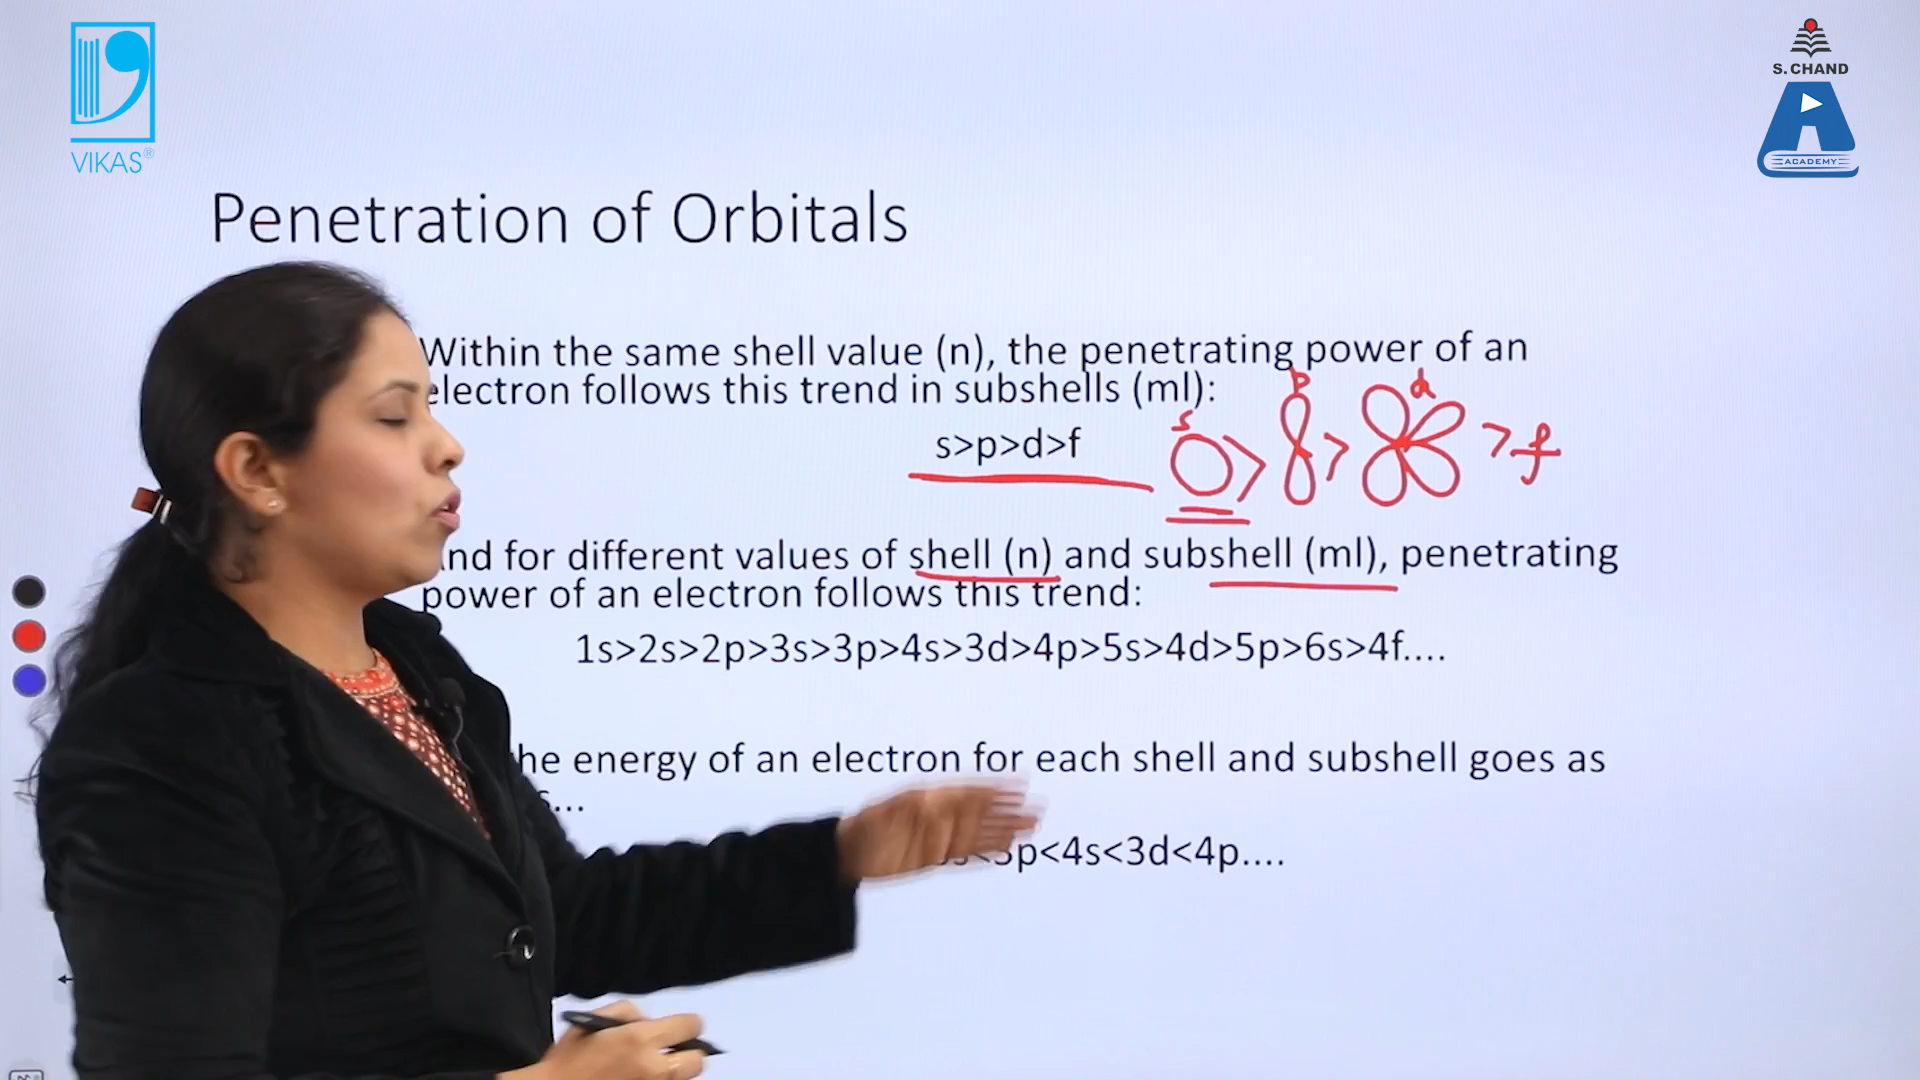 VIKAS®
S. CHAND
ACADEMY
Penetration of Orbitals
Within the same shell value (n), the penetrating power of an
electron follows this trend in subshells (ml):
s>p>d>f
s > p > d > f
And for different values of shell (n) and subshell (ml), penetrating
power of an electron follows this trend:
1s>2s>2p>3s>3p>4s>3d>4p>5s>4d>5p>6s>4f....
he energy of an electron for each shell and subshell goes as
s...
3p<4s<3d<4p....